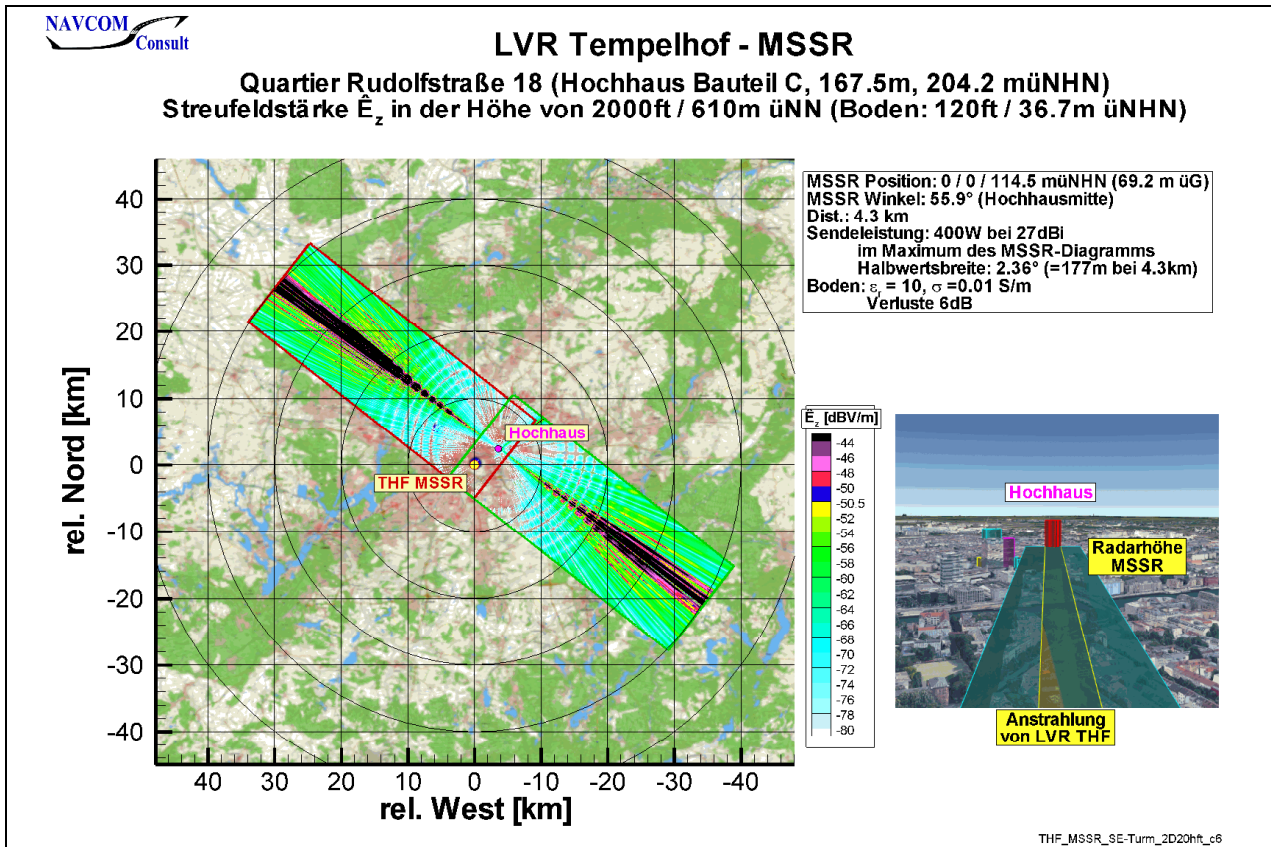 NAVCOM
Consult
LVR Tempelhof - MSSR
Quartier Rudolfstraße 18 (Hochhaus Bauteil C, 167.5m, 204.2 müNHN)
Streufeldstärke Ê_z in der Höhe von 2000ft / 610m üNN (Boden: 120ft / 36.7m üNHN)
MSSR Position: 0 / 0 / 114.5 müNHN (69.2 m üG)
MSSR Winkel: 55.9° (Hochhausmitte)
Dist.: 4.3 km
Sendeleistung: 400W bei 27dBi
im Maximum des MSSR-Diagramms
Halbwertsbreite: 2.36° (=177m bei 4.3km)
Boden: ε_r = 10, σ =0.01 S/m
Verluste 6dB
rel. Nord [km]
40
30
20
10
0
-10
-20
-30
-40
Hochhaus
THF MSSR
40 30 20 10 0 -10 -20 -30 -40
rel. West [km]
Ê_z [dBV/m]
-44
-46
-48
-50
-50.5
-52
-54
-56
-58
-60
-62
-64
-66
-68
-70
-72
-74
-76
-78
-80
Hochhaus
Radarhöhe
MSSR
Anstrahlung
von LVR THF
THF_MSSR_SE-Turm_2D20hft_c6